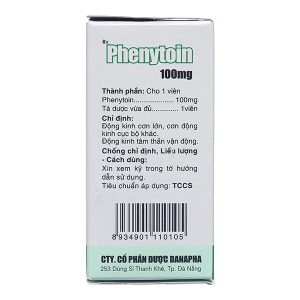 Rx
Phenytoin
100mg
Thành phần: Cho 1 viên
Phenytoin.................... 100mg
Tá dược vừa đủ............1viên
Chỉ định:
Động kinh cơn lớn, cơn động
kinh cục bộ khác.
Động kinh tâm thần vận động.
Chống chỉ định, Liều lượng
- Cách dùng:
Xin xem kỹ trong tờ hướng
dẫn sử dụng.
Tiêu chuẩn áp dụng: TCCS
8 934901 110105
CTY. CỔ PHẦN DƯỢC DANAPHA
253 Dũng Sĩ Thanh Khê, Tp. Đà Nẵng